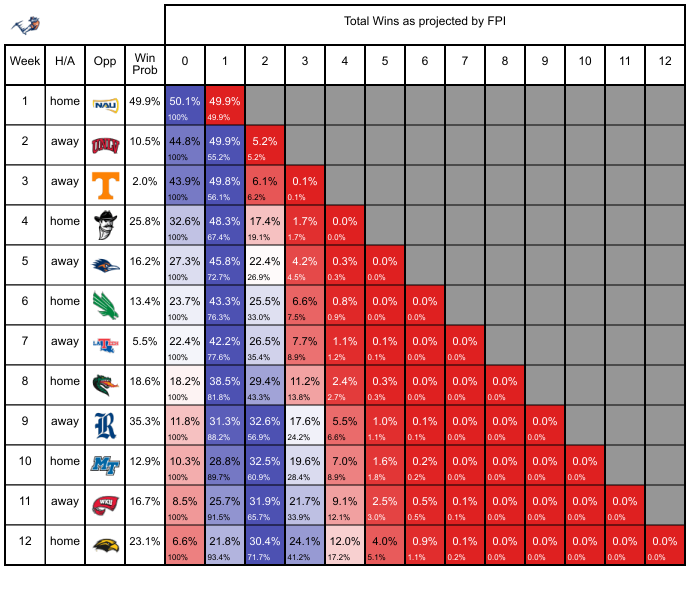 Total Wins as projected by FPI
Week H/A Opp Win Prob 0 1 2 3 4 5 6 7 8 9 10 11 12
1 home NAU 49.9% 50.1% 49.9%
100% 49.9%
2 away UNLV 10.5% 44.8% 49.9% 5.2%
100% 55.2% 5.2%
3 away T 2.0% 43.9% 49.8% 6.1% 0.1%
100% 56.1% 6.2% 0.1%
4 home 25.8% 32.6% 48.3% 17.4% 1.7% 0.0%
100% 67.4% 19.1% 1.7% 0.0%
5 away 16.2% 27.3% 45.8% 22.4% 4.2% 0.3% 0.0%
100% 72.7% 26.9% 4.5% 0.3% 0.0%
6 home 13.4% 23.7% 43.3% 25.5% 6.6% 0.8% 0.0% 0.0%
100% 76.3% 33.0% 7.5% 0.9% 0.0% 0.0%
7 away 5.5% 22.4% 42.2% 26.5% 7.7% 1.1% 0.1% 0.0% 0.0%
100% 77.6% 35.4% 8.9% 1.2% 0.1% 0.0% 0.0%
8 home 18.6% 18.2% 38.5% 29.4% 11.2% 2.4% 0.3% 0.0% 0.0% 0.0%
100% 81.8% 43.3% 13.8% 2.7% 0.3% 0.0% 0.0% 0.0%
9 away R 35.3% 11.8% 31.3% 32.6% 17.6% 5.5% 1.0% 0.1% 0.0% 0.0% 0.0%
100% 88.2% 56.9% 24.2% 6.6% 1.1% 0.1% 0.0% 0.0% 0.0%
10 home MT 12.9% 10.3% 28.8% 32.5% 19.6% 7.0% 1.6% 0.2% 0.0% 0.0% 0.0% 0.0%
100% 89.7% 60.9% 28.4% 8.9% 1.8% 0.2% 0.0% 0.0% 0.0% 0.0%
11 away WKU 16.7% 8.5% 25.7% 31.9% 21.7% 9.1% 2.5% 0.5% 0.1% 0.0% 0.0% 0.0% 0.0%
100% 91.5% 65.7% 33.9% 12.1% 3.0% 0.5% 0.1% 0.0% 0.0% 0.0% 0.0%
12 home 23.1% 6.6% 21.8% 30.4% 24.1% 12.0% 4.0% 0.9% 0.1% 0.0% 0.0% 0.0% 0.0% 0.0%
100% 93.4% 71.7% 41.2% 17.2% 5.1% 1.1% 0.2% 0.0% 0.0% 0.0% 0.0% 0.0%